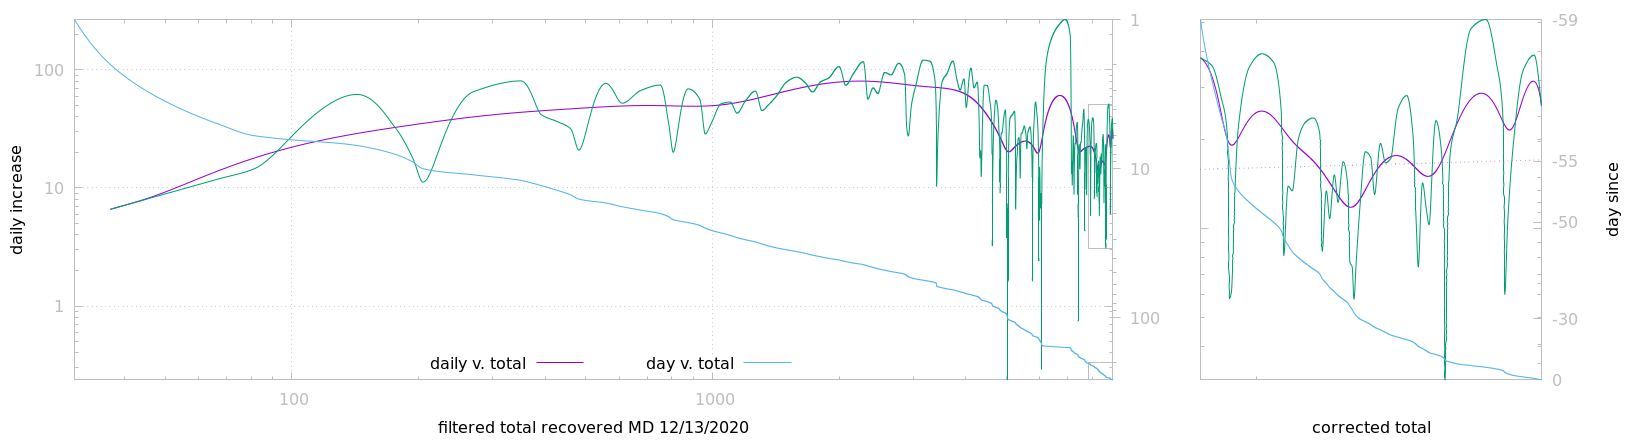 daily increase
100
10
1
daily v. total
day v. total
100
1000
filtered total recovered MD 12/13/2020
1
10
100
-59
-55
-50
-30
0
day since
corrected total